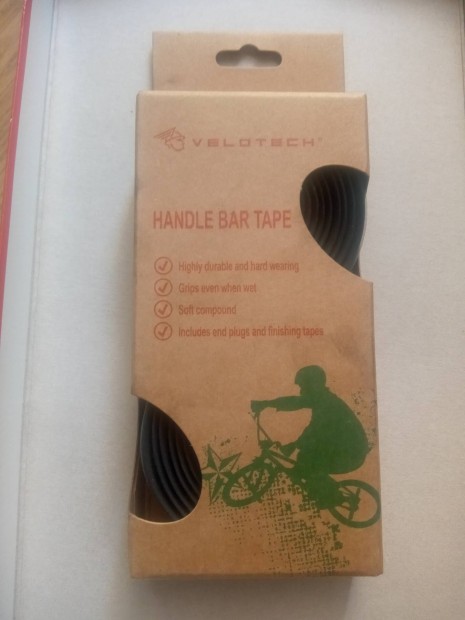 VELOTECH®
HANDLE BAR TAPE
Highly durable and hard wearing
Grips even when wet
Soft compound
Includes end plugs and finishing tapes